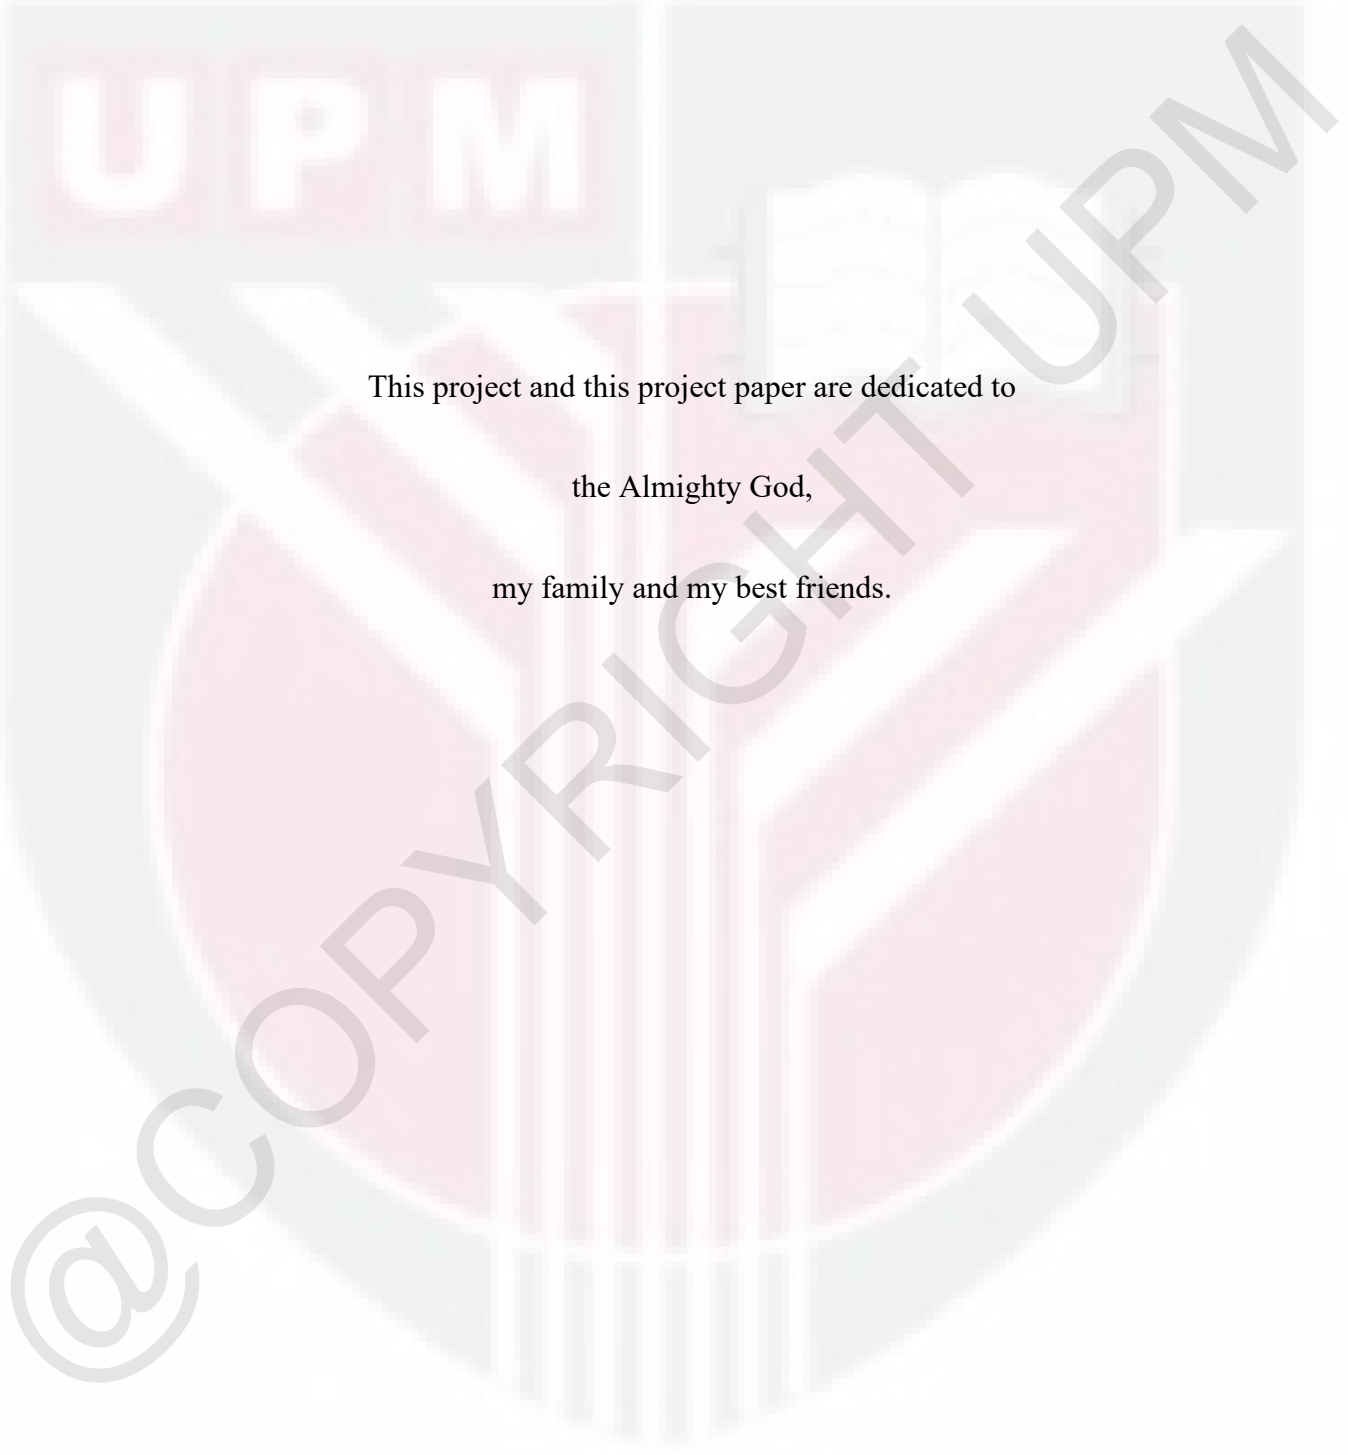 UPM
This project and this project paper are dedicated to
the Almighty God,
my family and my best friends.
@COPYRIGHT UPM